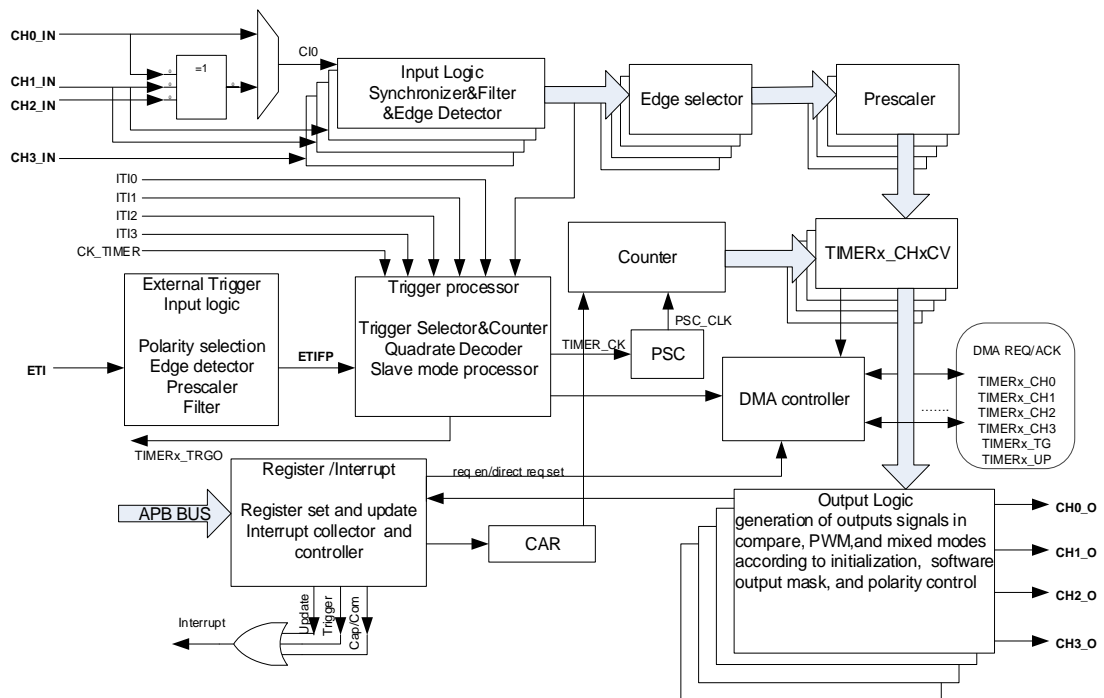 CH0_IN
CI0
=1
CH1_IN
CH2_IN
CH3_IN
Input Logic
Synchronizer&Filter
&Edge Detector
Edge selector
Prescaler
ITI0
ITI1
ITI2
ITI3
CK_TIMER
Counter
TIMERx_CHxCV
External Trigger
Input logic
Polarity selection
Edge detector
Prescaler
Filter
ETI
ETIFP
Trigger processor
Trigger Selector&Counter
Quadrate Decoder
Slave mode processor
TIMER_CK
PSC_CLK
PSC
DMA controller
DMA REQ/ACK
TIMERx_CH0
TIMERx_CH1
TIMERx_CH2
TIMERx_CH3
TIMERx_TG
TIMERx_UP
.......
TIMERx_TRGO
Register /Interrupt
Register set and update
Interrupt collector and
controller
req en/direct req set
APB BUS
CAR
Output Logic
generation of outputs signals in
compare, PWM,and mixed modes
according to initialization, software
output mask, and polarity control
CH0_O
CH1_O
CH2_O
CH3_O
Update
Trigger
Cap/Com
Interrupt